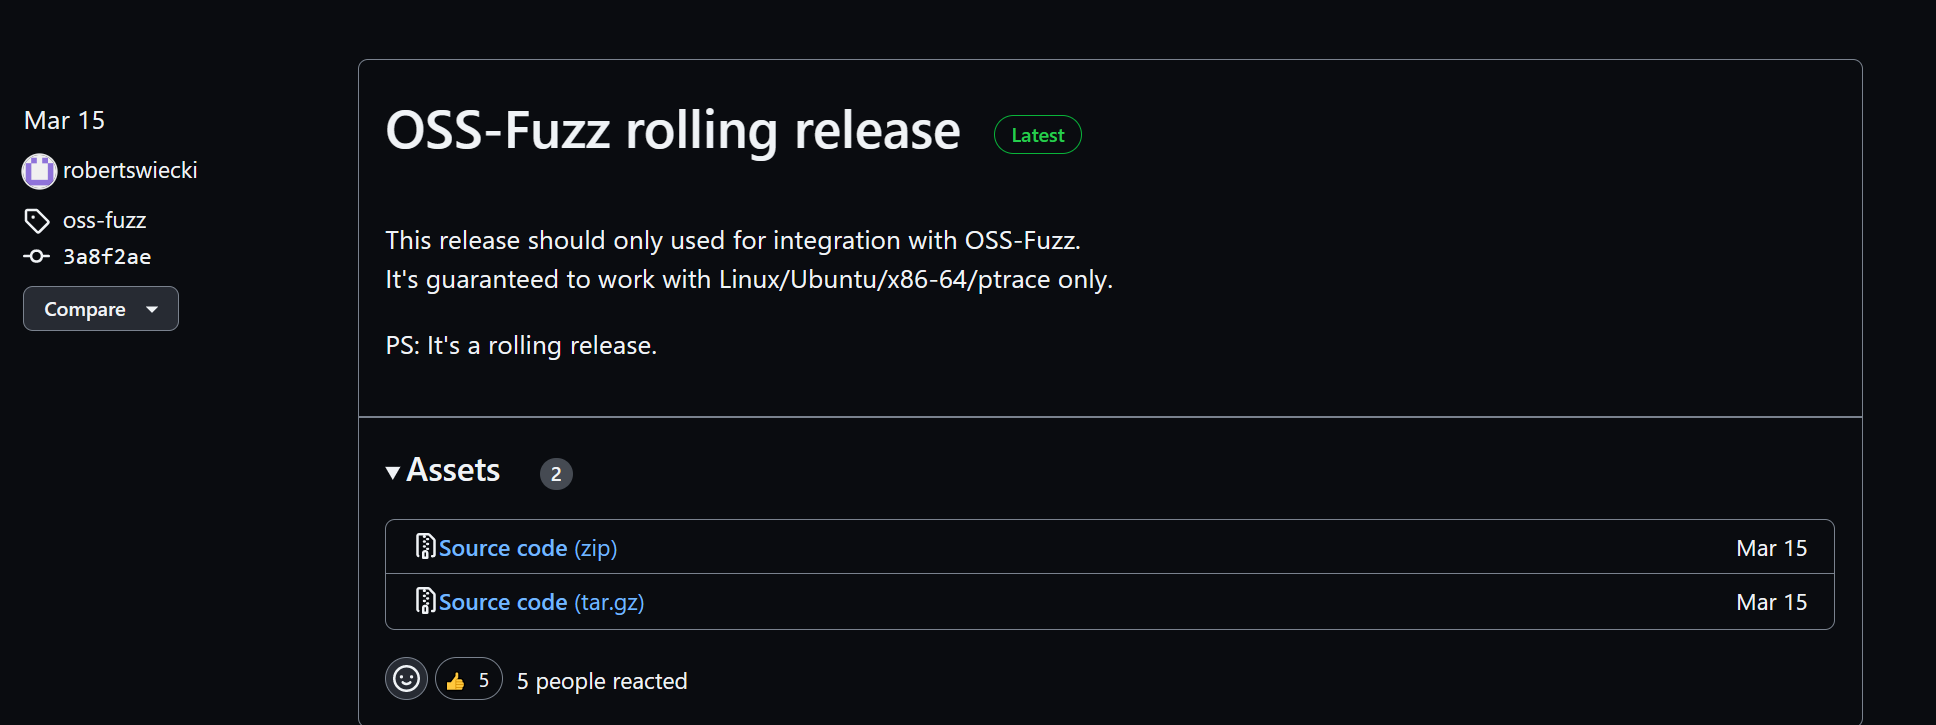 Mar 15
robertswiecki
oss-fuzz
3a8f2ae
Compare
OSS-Fuzz rolling release Latest
This release should only used for integration with OSS-Fuzz.
It's guaranteed to work with Linux/Ubuntu/x86-64/ptrace only.
PS: It's a rolling release.
Assets 2
Source code (zip) Mar 15
Source code (tar.gz) Mar 15
👍 5 5 people reacted